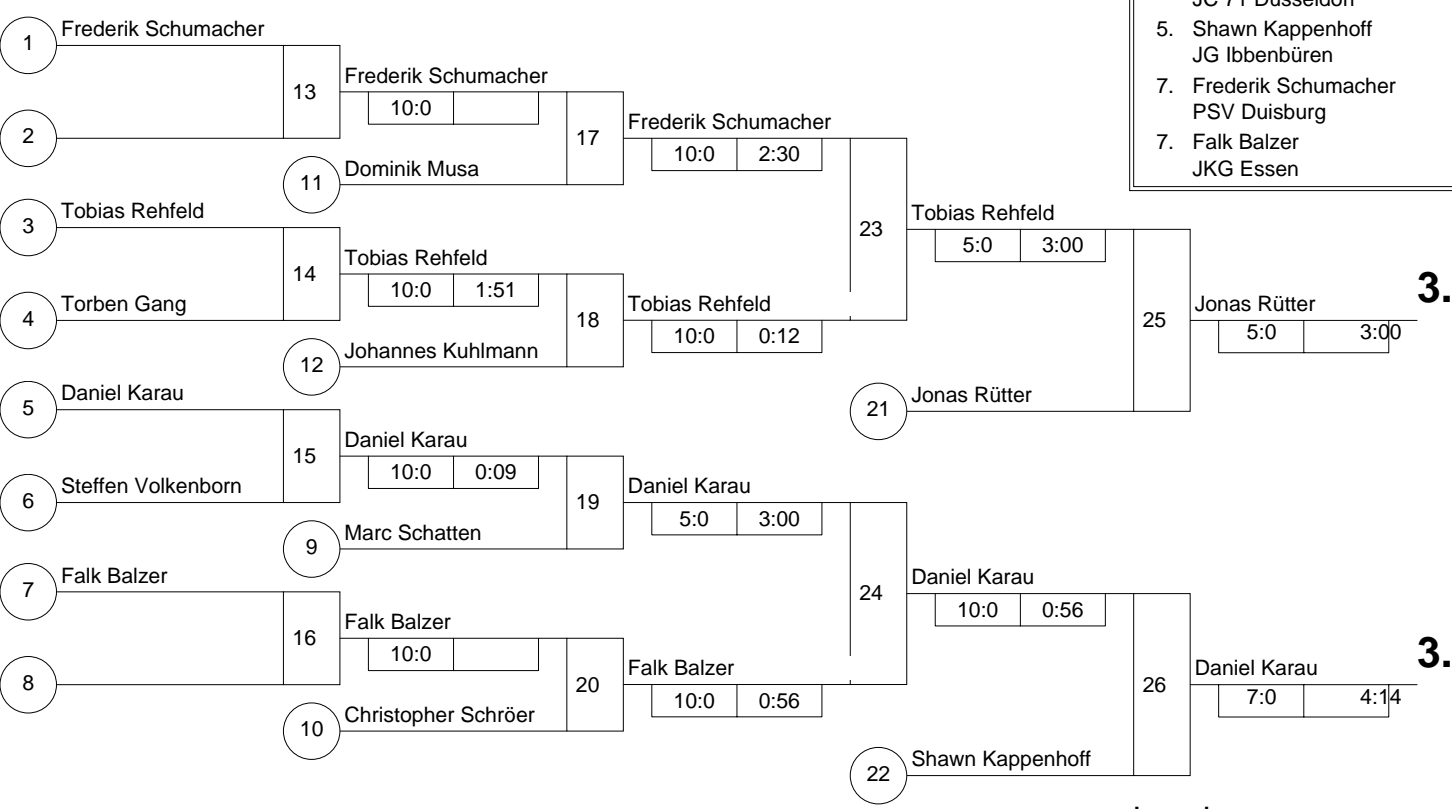 5. Shawn Kappenhoff
JG Ibbenbüren
7. Frederik Schumacher
PSV Duisburg
7. Falk Balzer
JKG Essen
1 Frederik Schumacher
13 Frederik Schumacher
10:0
2
17 Frederik Schumacher
10:0 2:30
11 Dominik Musa
3 Tobias Rehfeld
23 Tobias Rehfeld
5:0 3:00
14 Tobias Rehfeld
10:0 1:51
4 Torben Gang
18 Tobias Rehfeld
10:0 0:12
12 Johannes Kuhlmann
25 Jonas Rütter 3.
5:0 3:00
5 Daniel Karau
21 Jonas Rütter
15 Daniel Karau
10:0 0:09
6 Steffen Volkenborn
19 Daniel Karau
5:0 3:00
9 Marc Schatten
7 Falk Balzer
24 Daniel Karau
10:0 0:56
16 Falk Balzer
10:0
8
20 Falk Balzer
10:0 0:56
10 Christopher Schröer
26 Daniel Karau 3.
7:0 4:14
22 Shawn Kappenhoff